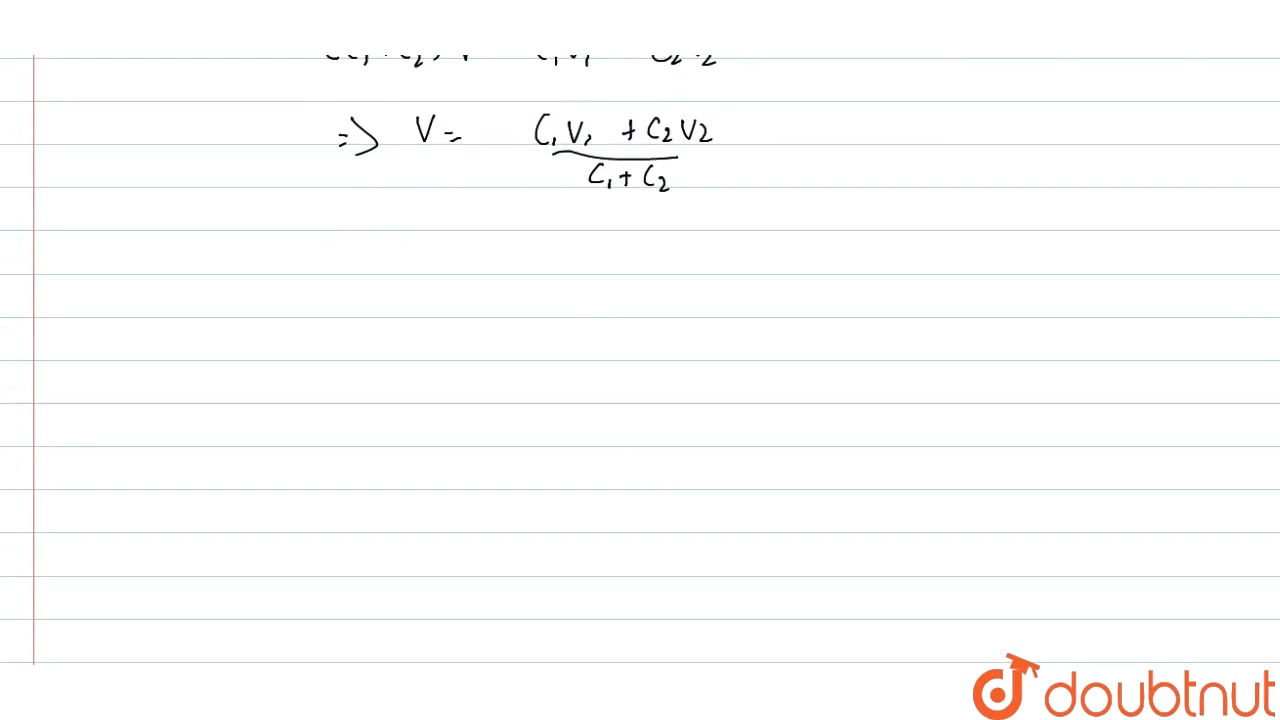 => V = C₁V₁ + C₂V2
C₁ + C₂
doubtnut